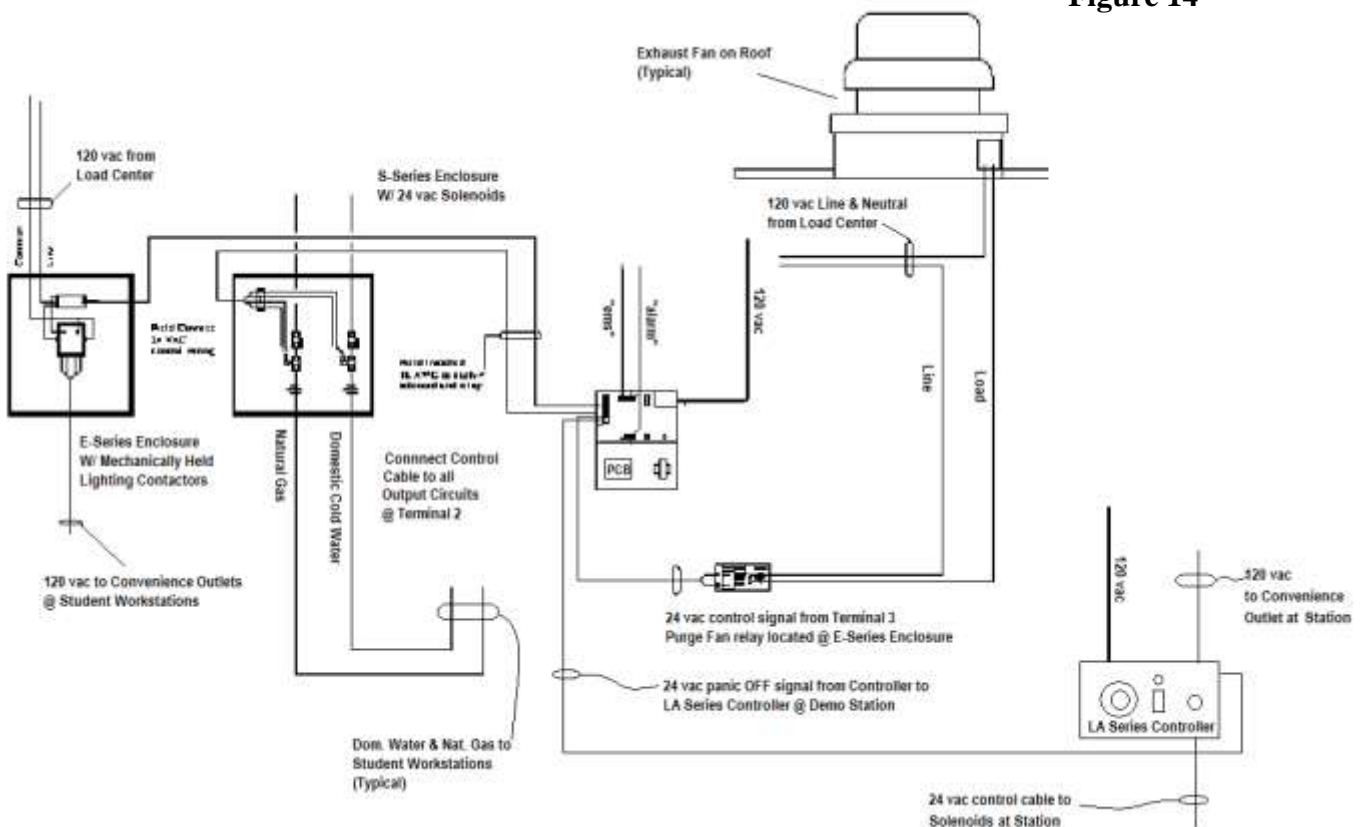 Figure 14
Exhaust Fan on Roof
(Typical)
120 vac from
Load Center
S-Series Enclosure
W/ 24 vac Solenoids
120 vac Line & Neutral
from Load Center
Common
Line
"ems"
"alarm"
120 vac
Line
Load
E-Series Enclosure
W/ Mechanically Held
Lighting Contactors
Natural Gas
Domestic Cold Water
Connnect Control
Cable to all
Output Circuits
@ Terminal 2
PCB
120 vac to Convenience Outlets
@ Student Workstations
24 vac control signal from Terminal 3
Purge Fan relay located @ E-Series Enclosure
120 vac
120 vac
to Convenience
Outlet at Station
24 vac panic OFF signal from Controller to
LA Series Controller @ Demo Station
LA Series Controller
Dom. Water & Nat. Gas to
Student Workstations
(Typical)
24 vac control cable to
Solenoids at Station